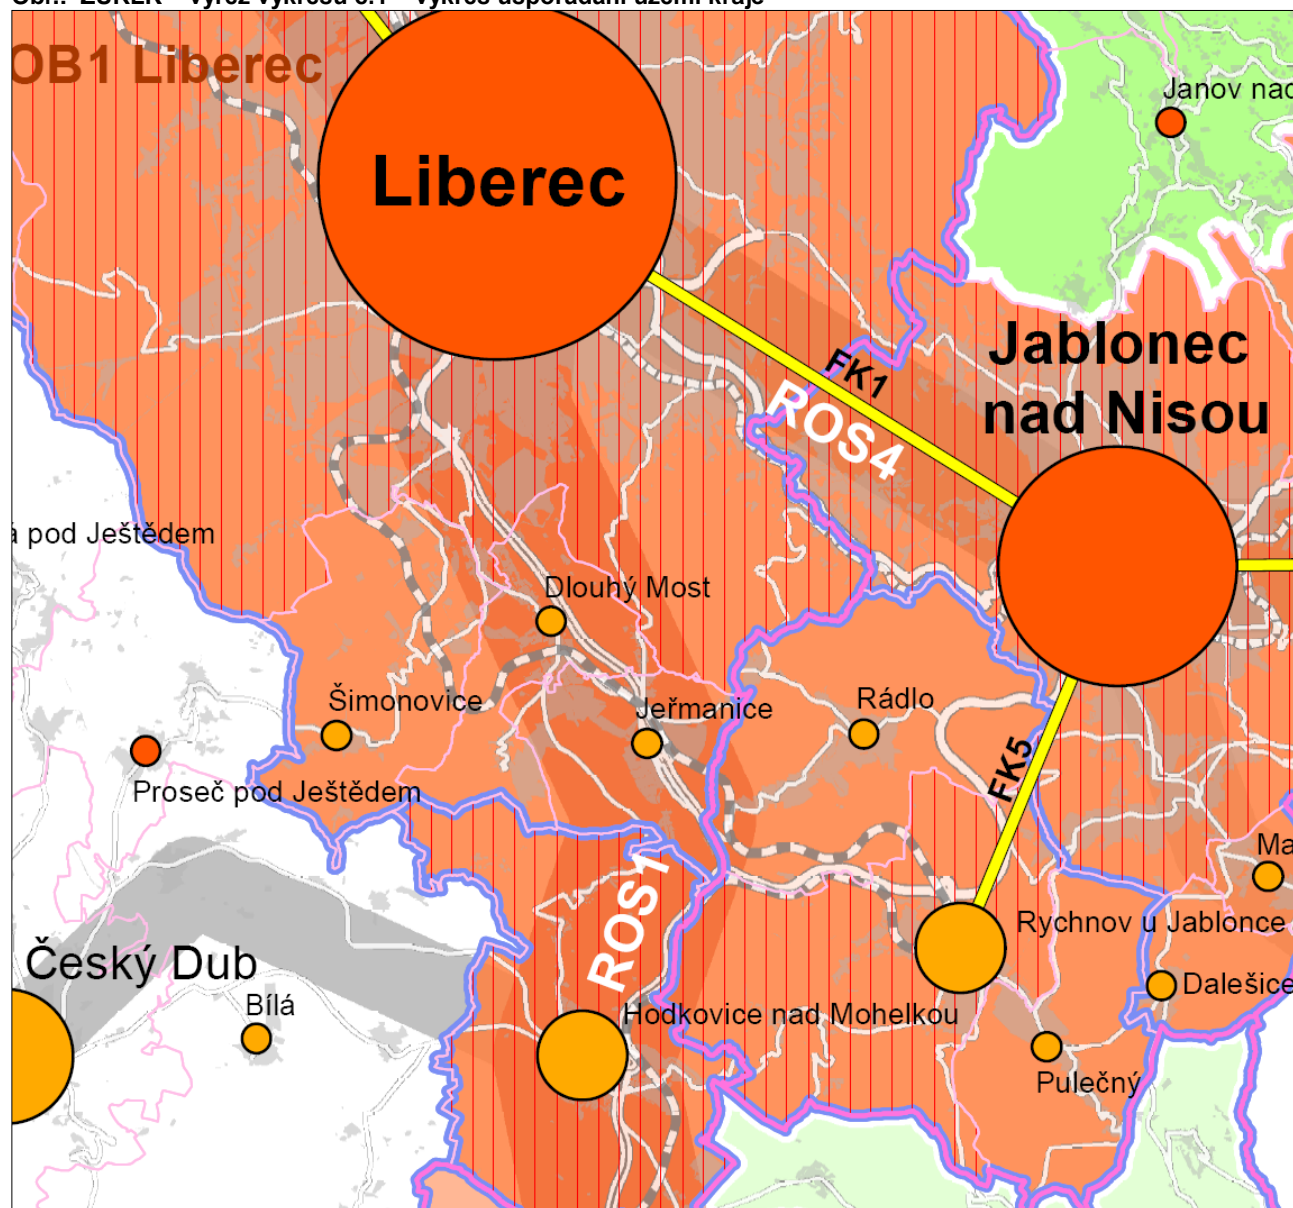 OB1 Liberec
Janov nad
Liberec
Jablonec
nad Nisou
FK1
ROS4
á pod Ještědem
Dlouhý Most
Šimonovice
Jeřmanice
Rádlo
FK5
Proseč pod Ještědem
Ma
ROS1
Rychnov u Jablonce
Český Dub
Dalešice
Bílá
Hodkovice nad Mohelkou
Pulečný